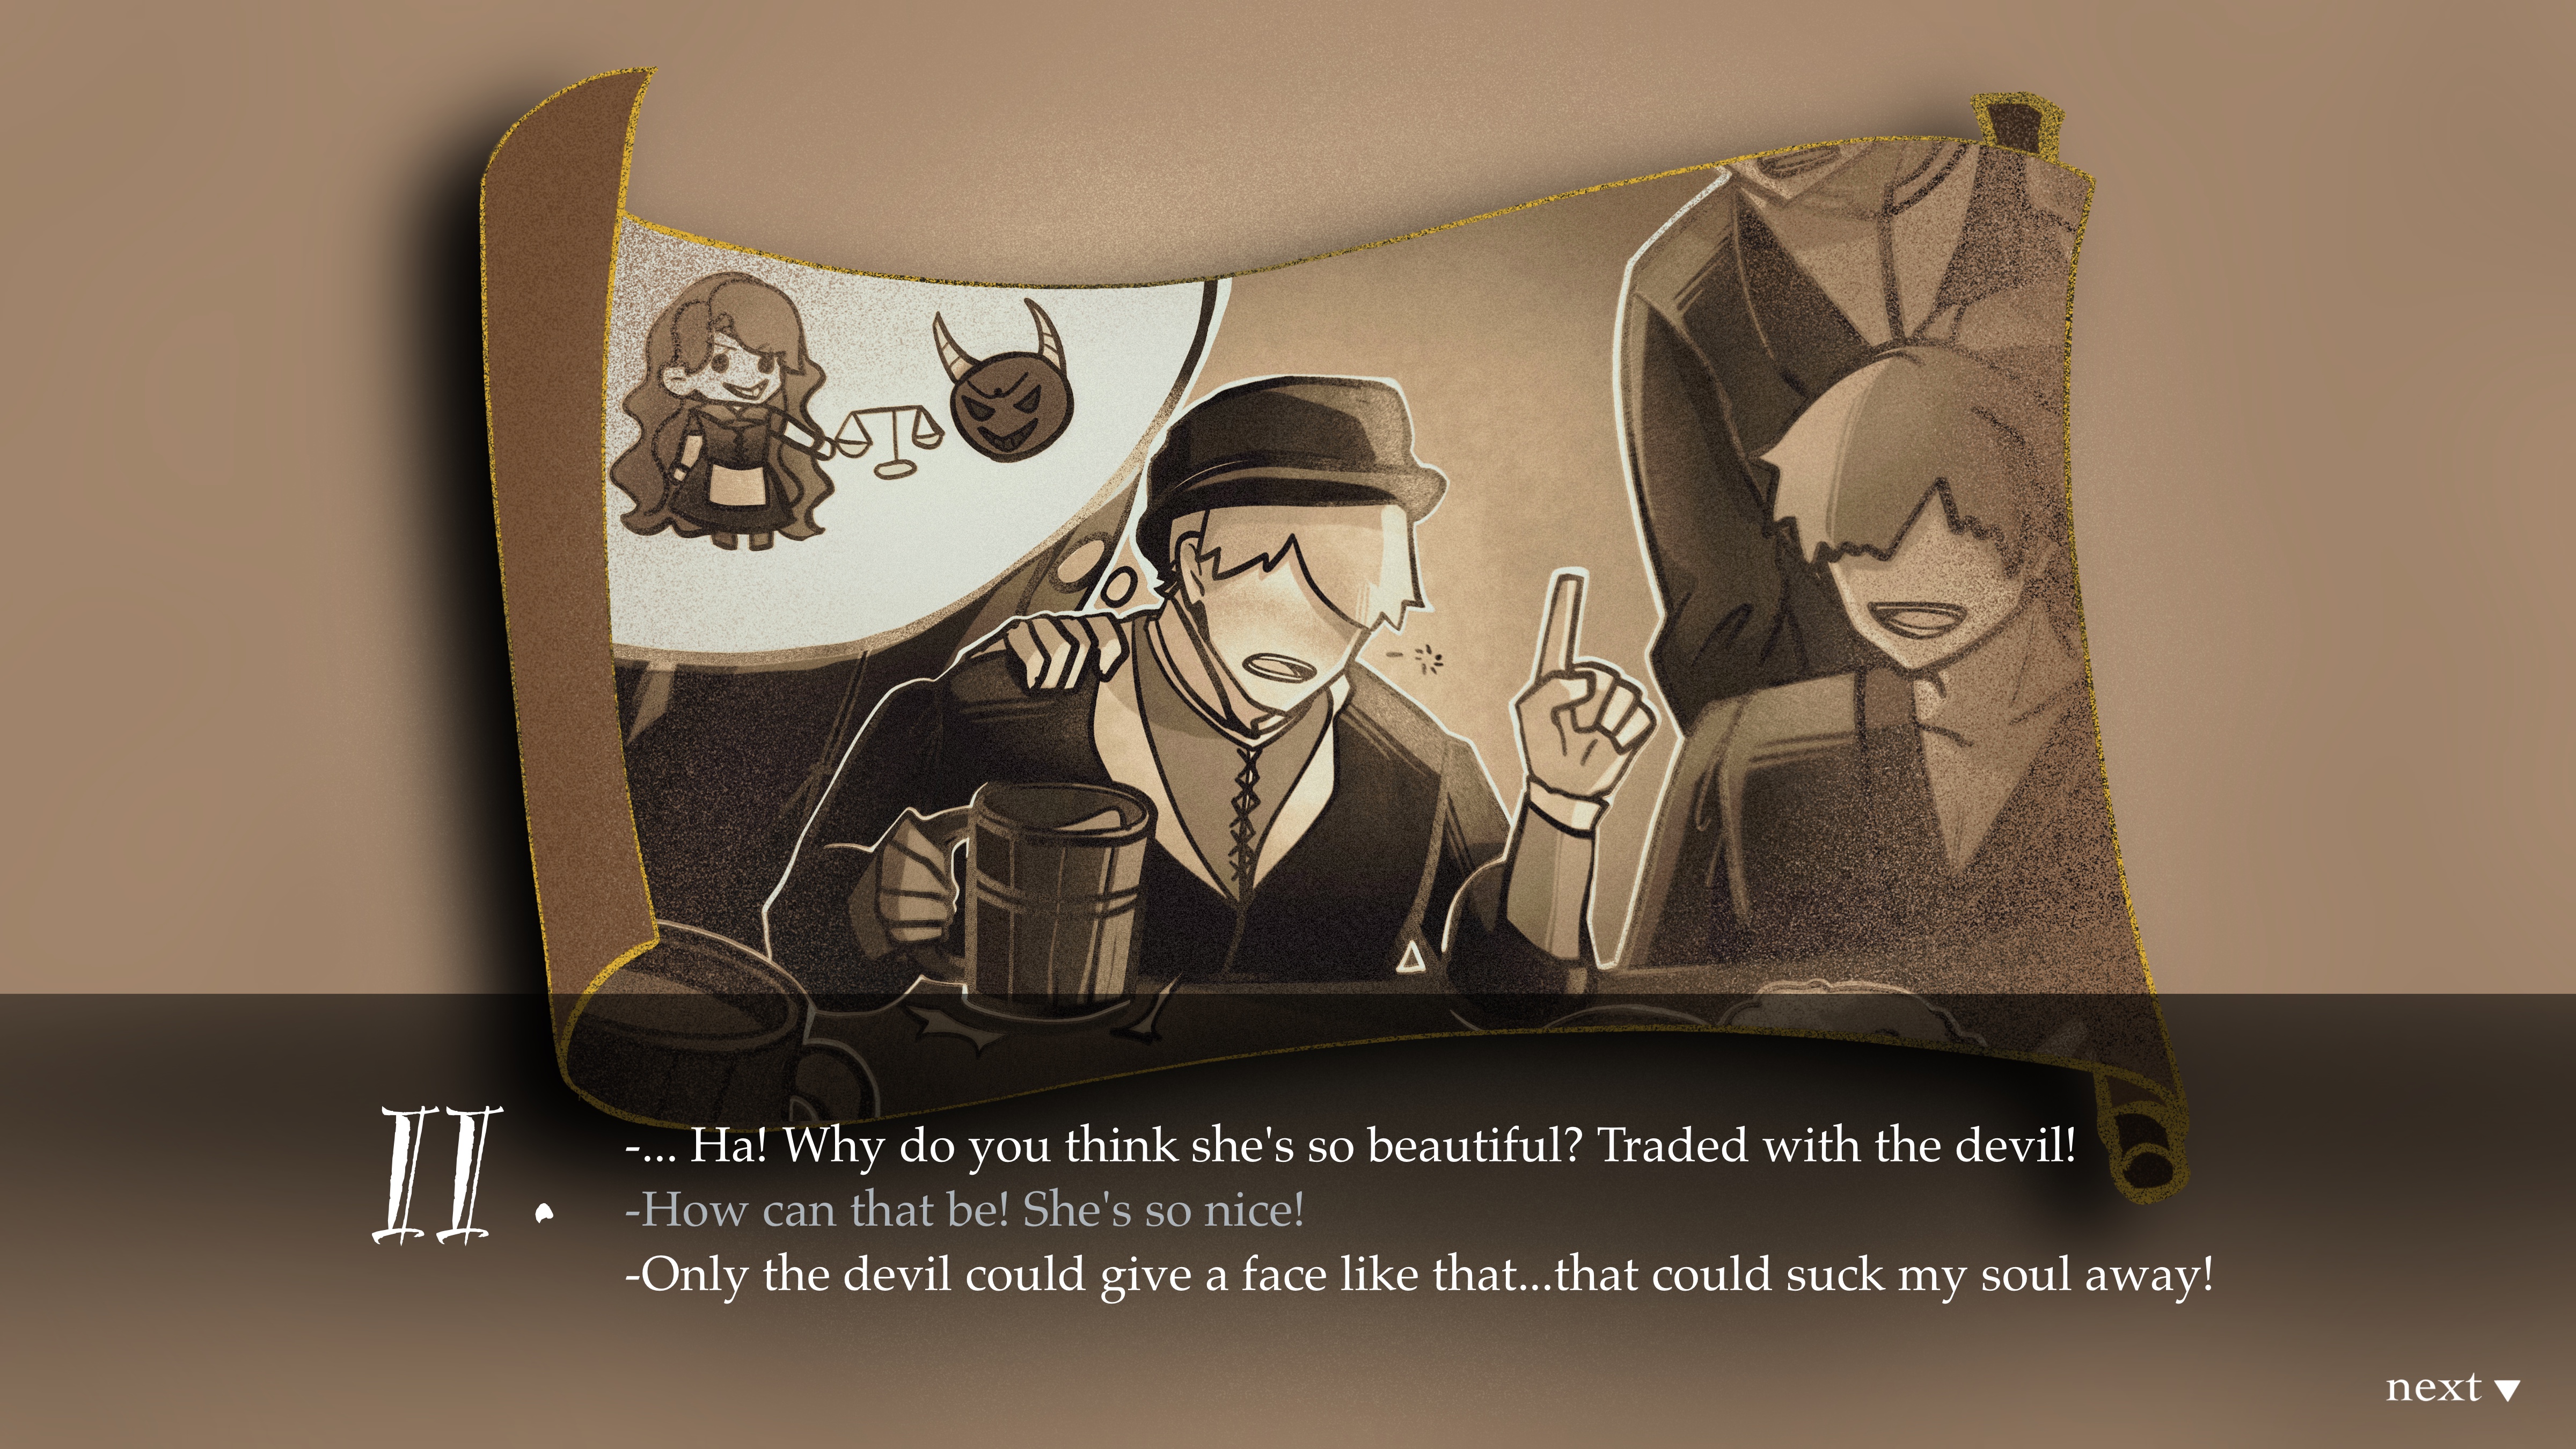 II.
-... Ha! Why do you think she's so beautiful? Traded with the devil!
-How can that be! She's so nice!
-Only the devil could give a face like that...that could suck my soul away!
next ▼